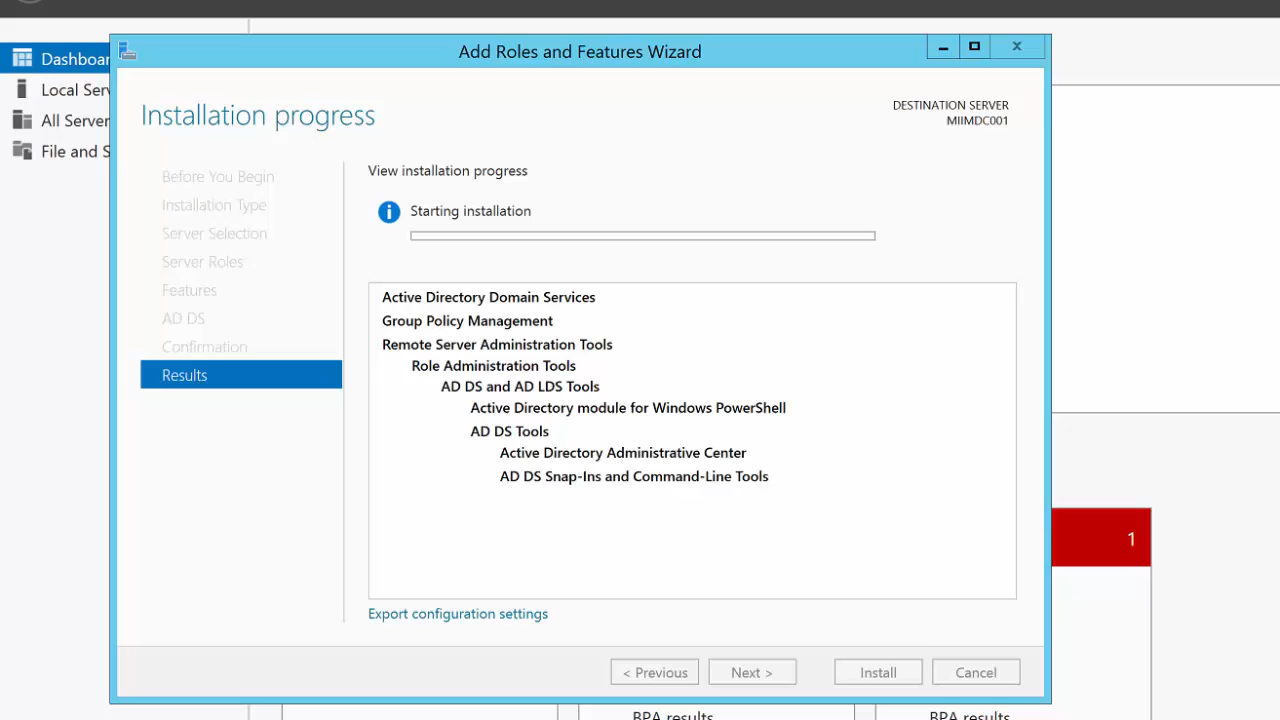 Add Roles and Features Wizard
Dashboar
Local Serv
All Server
File and S
Installation progress
DESTINATION SERVER
MIIMDC001
Before You Begin
Installation Type
Server Selection
Server Roles
Features
AD DS
Confirmation
Results
View installation progress
Starting installation
Active Directory Domain Services
Group Policy Management
Remote Server Administration Tools
Role Administration Tools
AD DS and AD LDS Tools
Active Directory module for Windows PowerShell
AD DS Tools
Active Directory Administrative Center
AD DS Snap-Ins and Command-Line Tools
Export configuration settings
1
< Previous
Next >
Install
Cancel
BPA results
BPA results